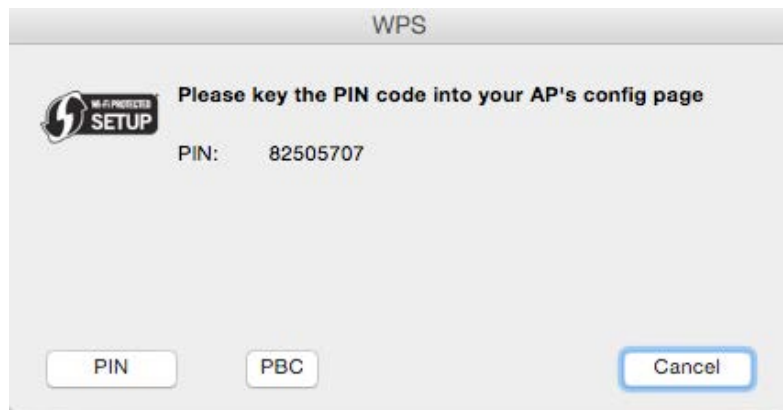 WPS
WI-FI PROTECTED
SETUP
Please key the PIN code into your AP's config page
PIN: 82505707
PIN PBC Cancel